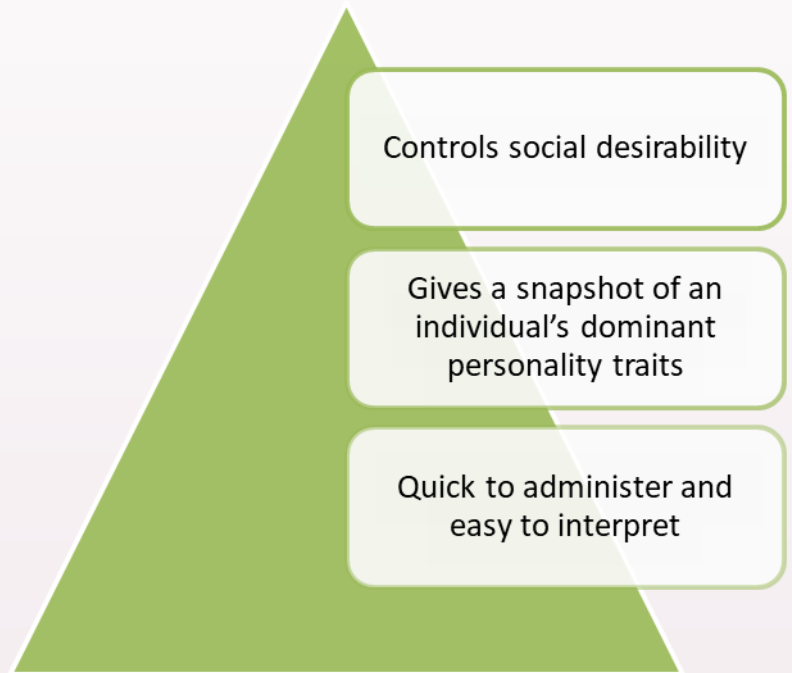 Controls social desirability
Gives a snapshot of an
individual’s dominant
personality traits
Quick to administer and
easy to interpret